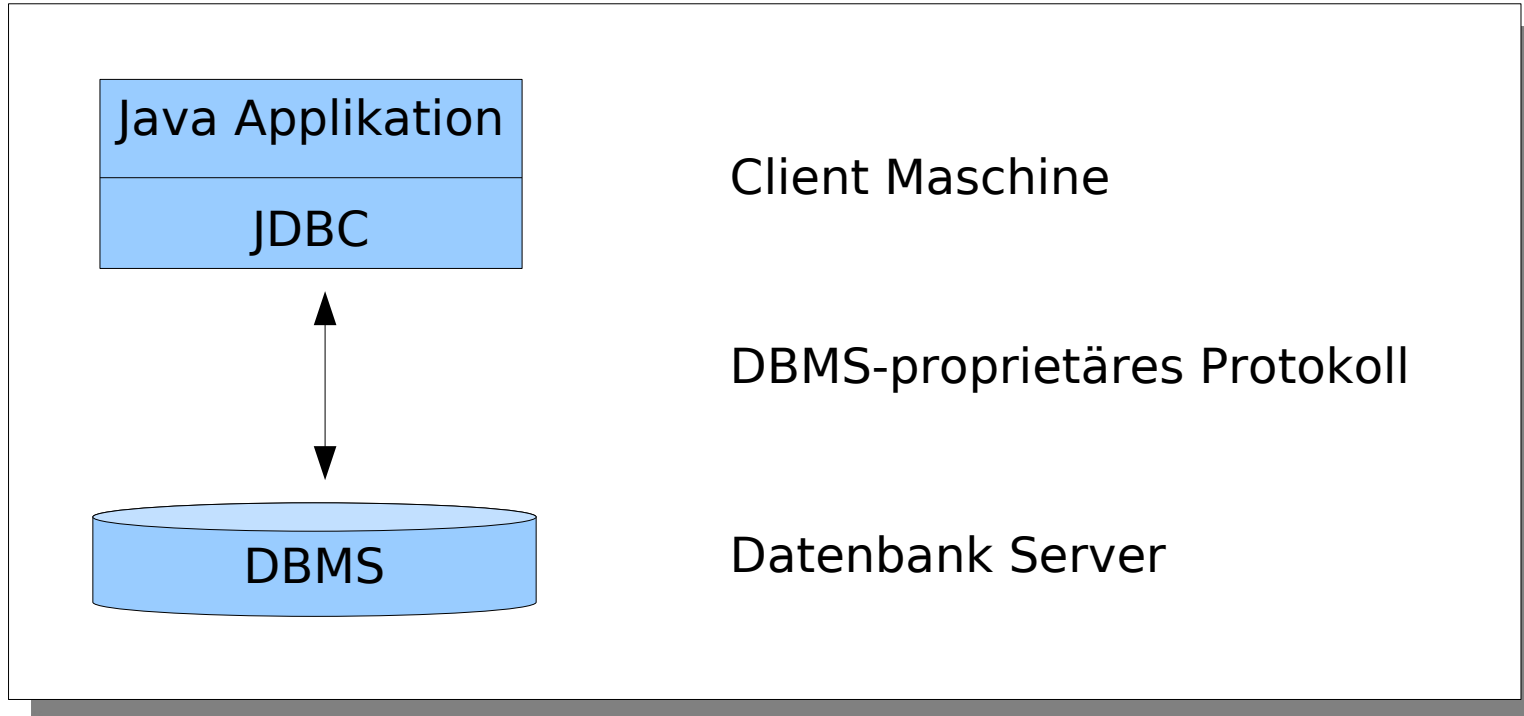 Java Applikation
JDBC
Client Maschine
DBMS-proprietäres Protokoll
DBMS
Datenbank Server